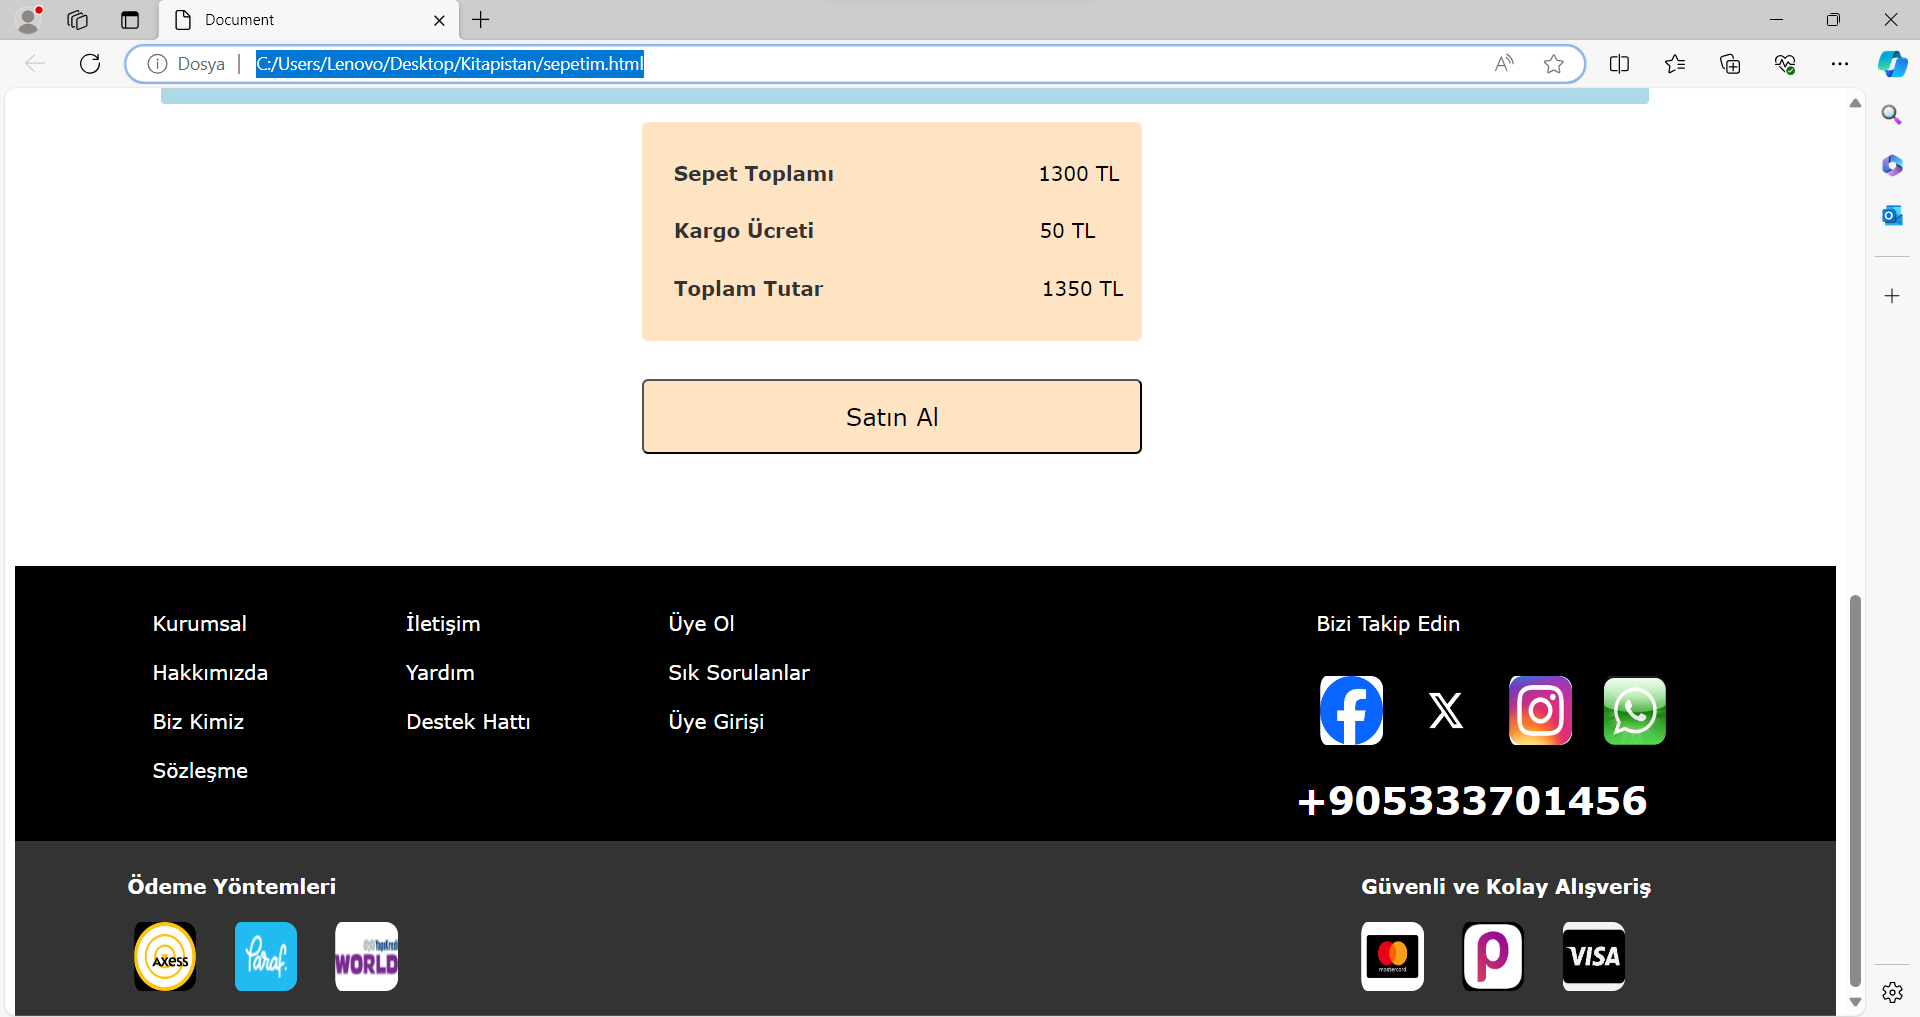 Document
Dosya
C:/Users/Lenovo/Desktop/Kitapistan/sepetim.html
Sepet Toplamı 1300 TL
Kargo Ücreti 50 TL
Toplam Tutar 1350 TL
Satın Al
Kurumsal İletişim Üye Ol Bizi Takip Edin
Hakkımızda Yardım Sık Sorulanlar
Biz Kimiz Destek Hattı Üye Girişi
Sözleşme
+905333701456
Ödeme Yöntemleri Güvenli ve Kolay Alışveriş
AXESS Paraf. YapıKredi WORLD mastercard p VISA